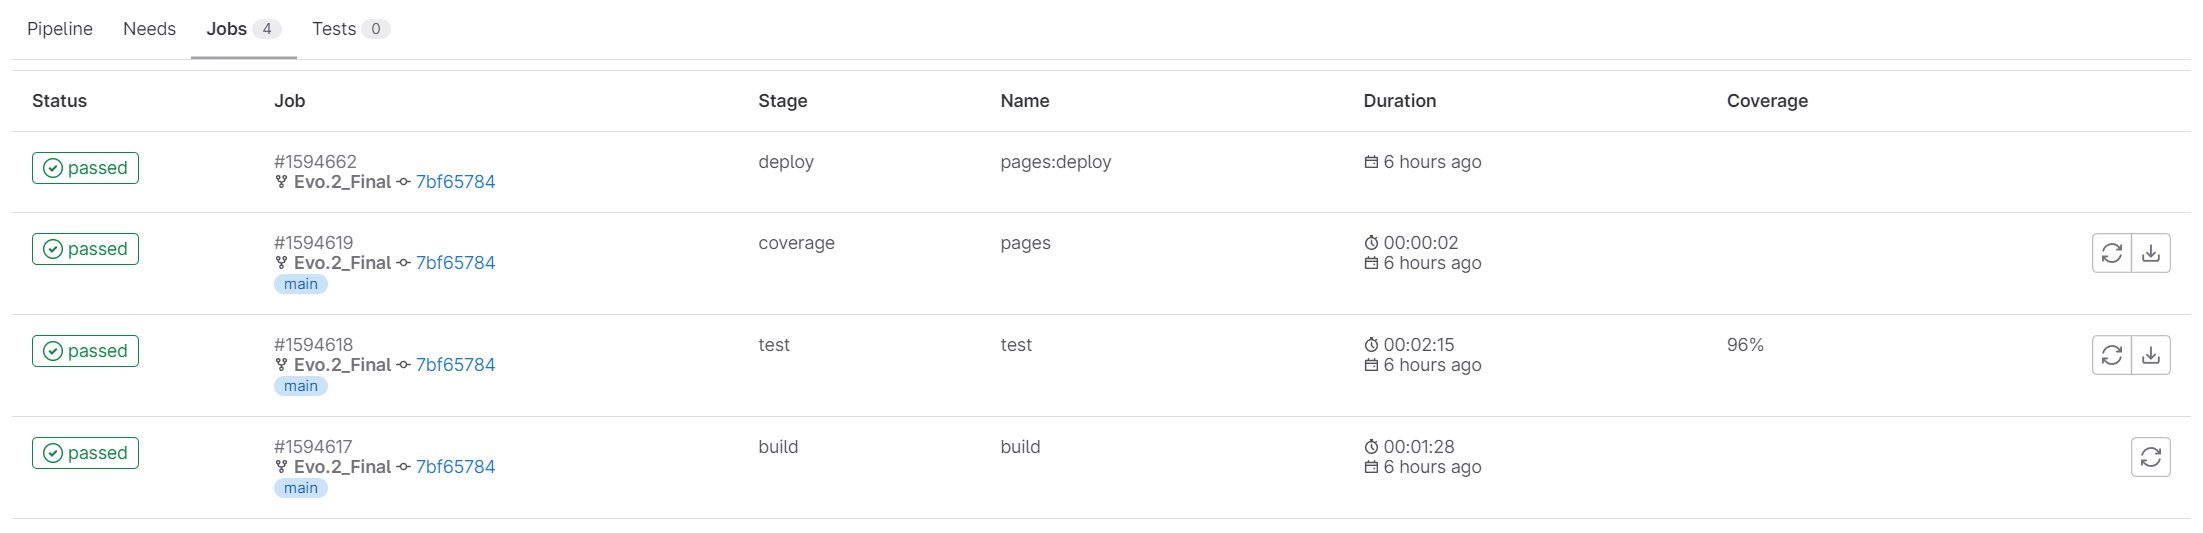 Pipeline Needs Jobs 4 Tests 0
Status Job Stage Name Duration Coverage
passed #1594662 deploy pages:deploy 6 hours ago
Evo.2_Final 7bf65784
passed #1594619 coverage pages 00:00:02
Evo.2_Final 7bf65784 6 hours ago
main
passed #1594618 test test 00:02:15 96%
Evo.2_Final 7bf65784 6 hours ago
main
passed #1594617 build build 00:01:28
Evo.2_Final 7bf65784 6 hours ago
main